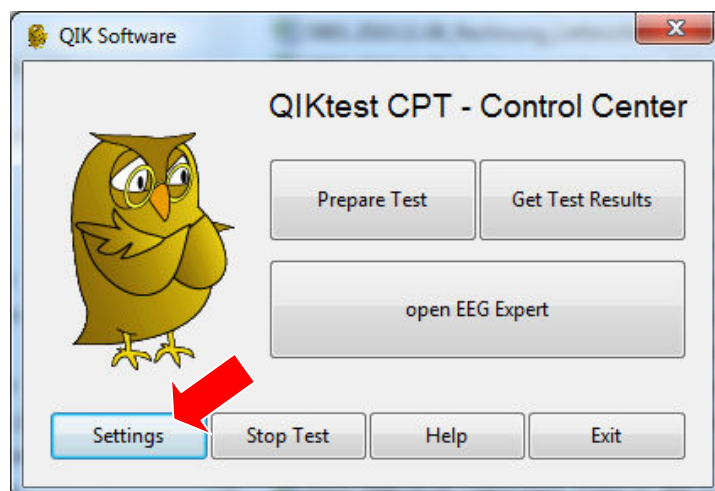 QIK Software
QIKtest CPT - Control Center
Prepare Test
Get Test Results
open EEG Expert
Settings
Stop Test
Help
Exit